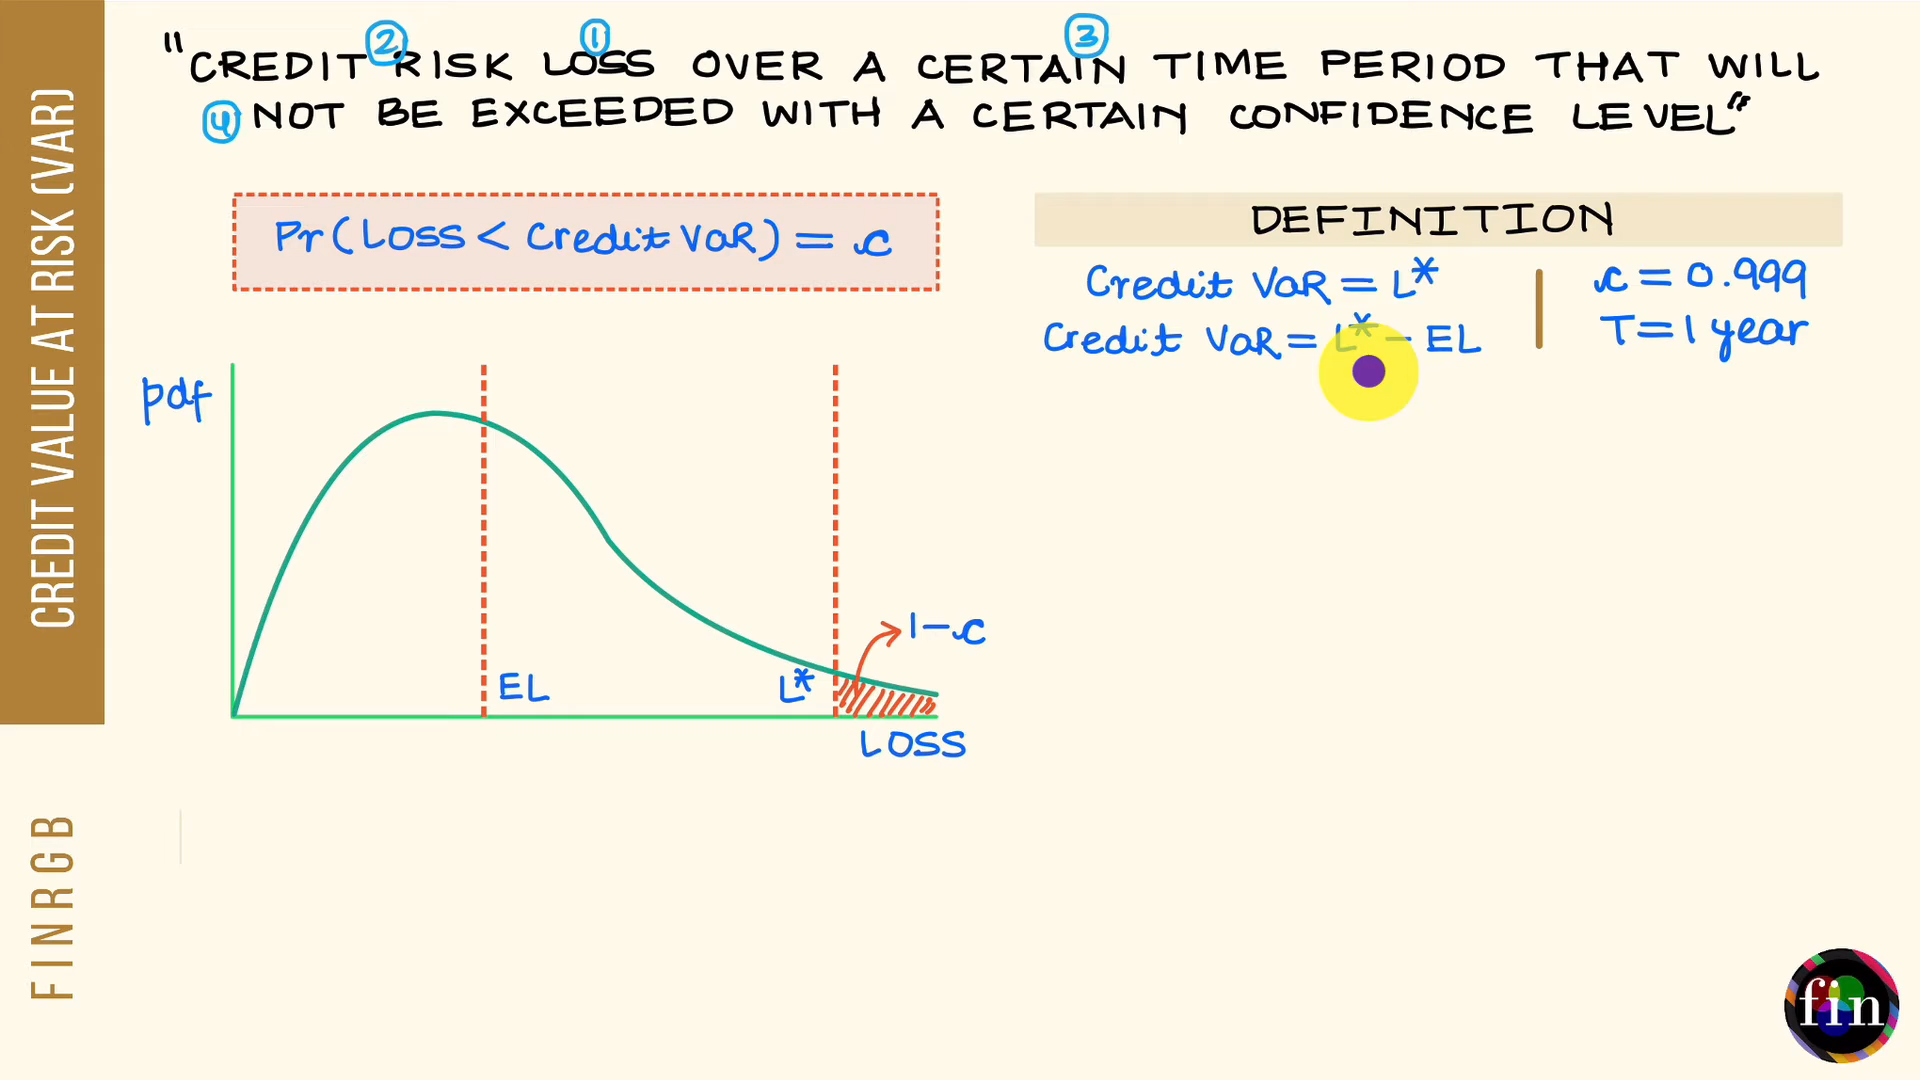 CREDIT VALUE AT RISK (VAR)
FINRGB
2 1 3
"CREDIT RISK LOSS OVER A CERTAIN TIME PERIOD THAT WILL
4 NOT BE EXCEEDED WITH A CERTAIN CONFIDENCE LEVEL"
Pr(LOSS < Credit VaR) = c
DEFINITION
Credit VaR = L*
Credit VaR = L* - EL
c = 0.999
T = 1 year
pdf
EL
L*
1-c
LOSS
fin